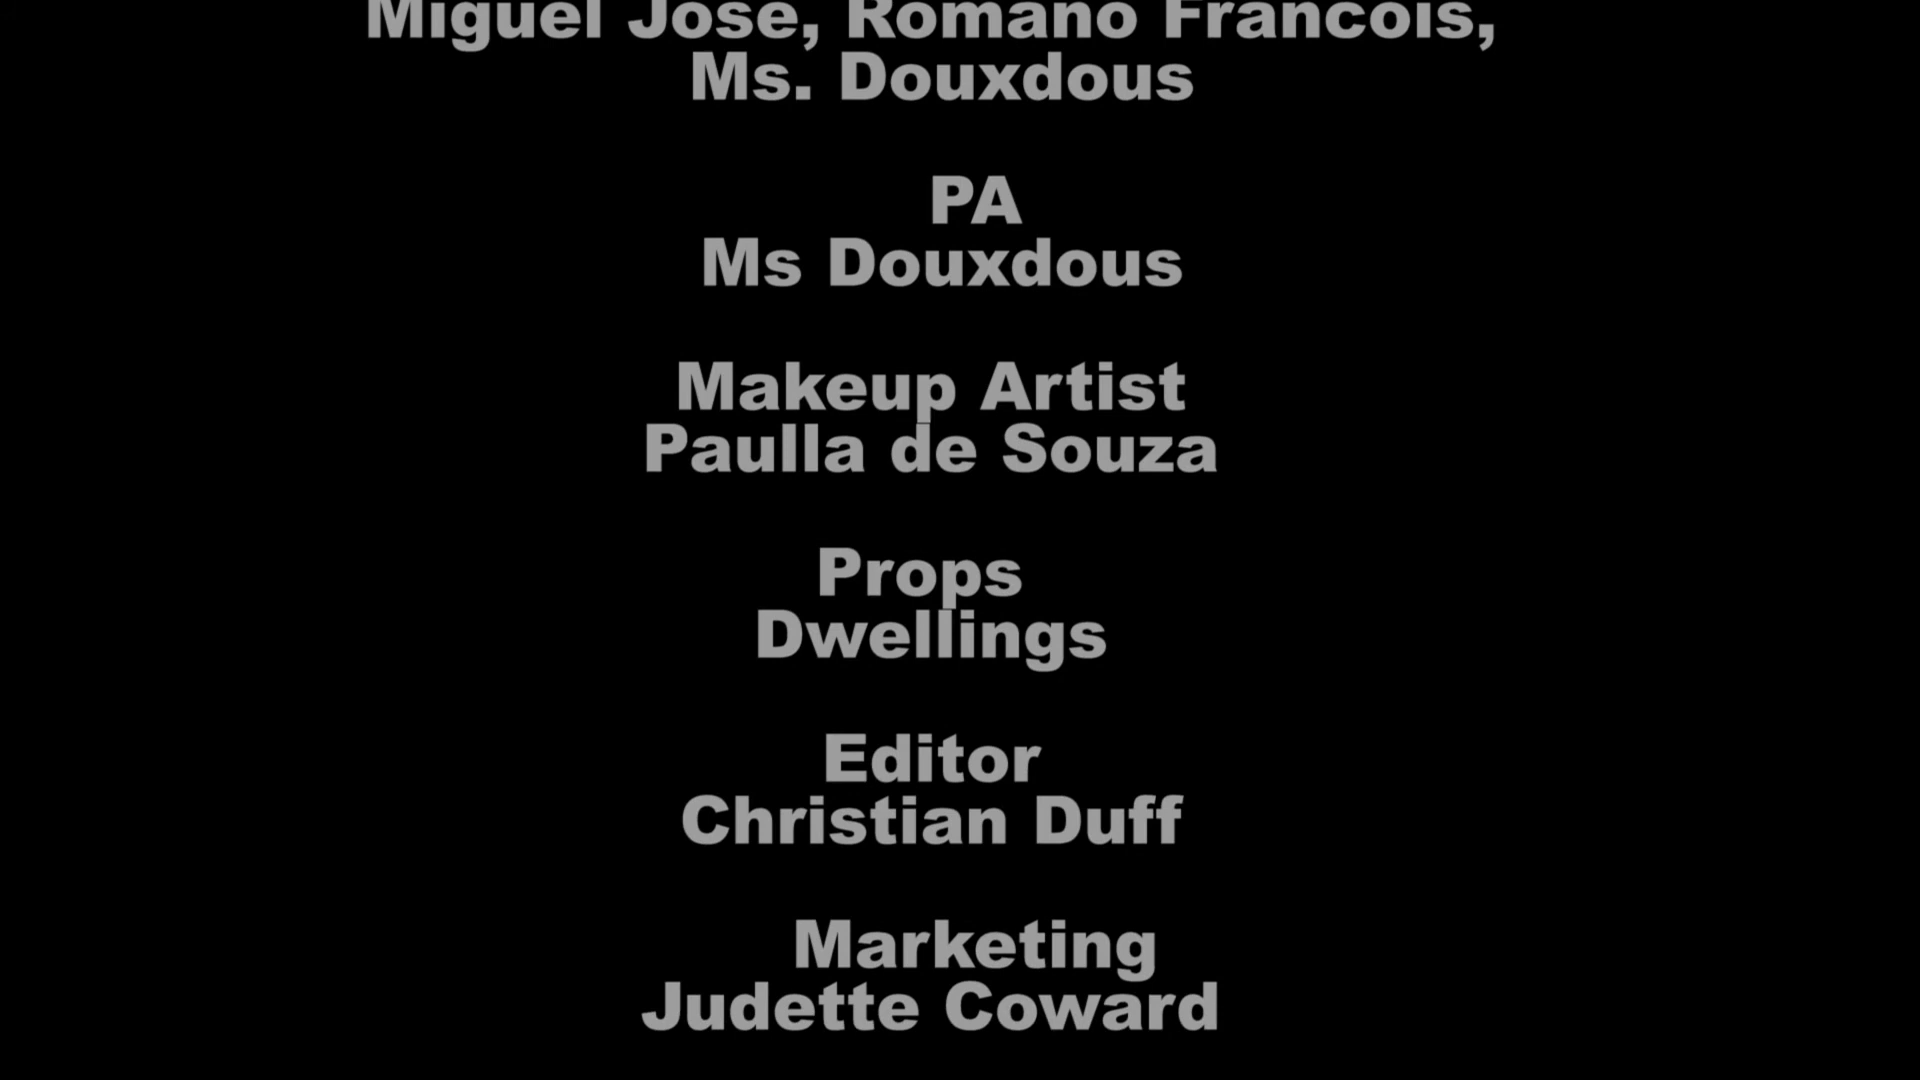 Miguel Jose, Romano Francois,
Ms. Douxdous
PA
Ms Douxdous
Makeup Artist
Paulla de Souza
Props
Dwellings
Editor
Christian Duff
Marketing
Judette Coward